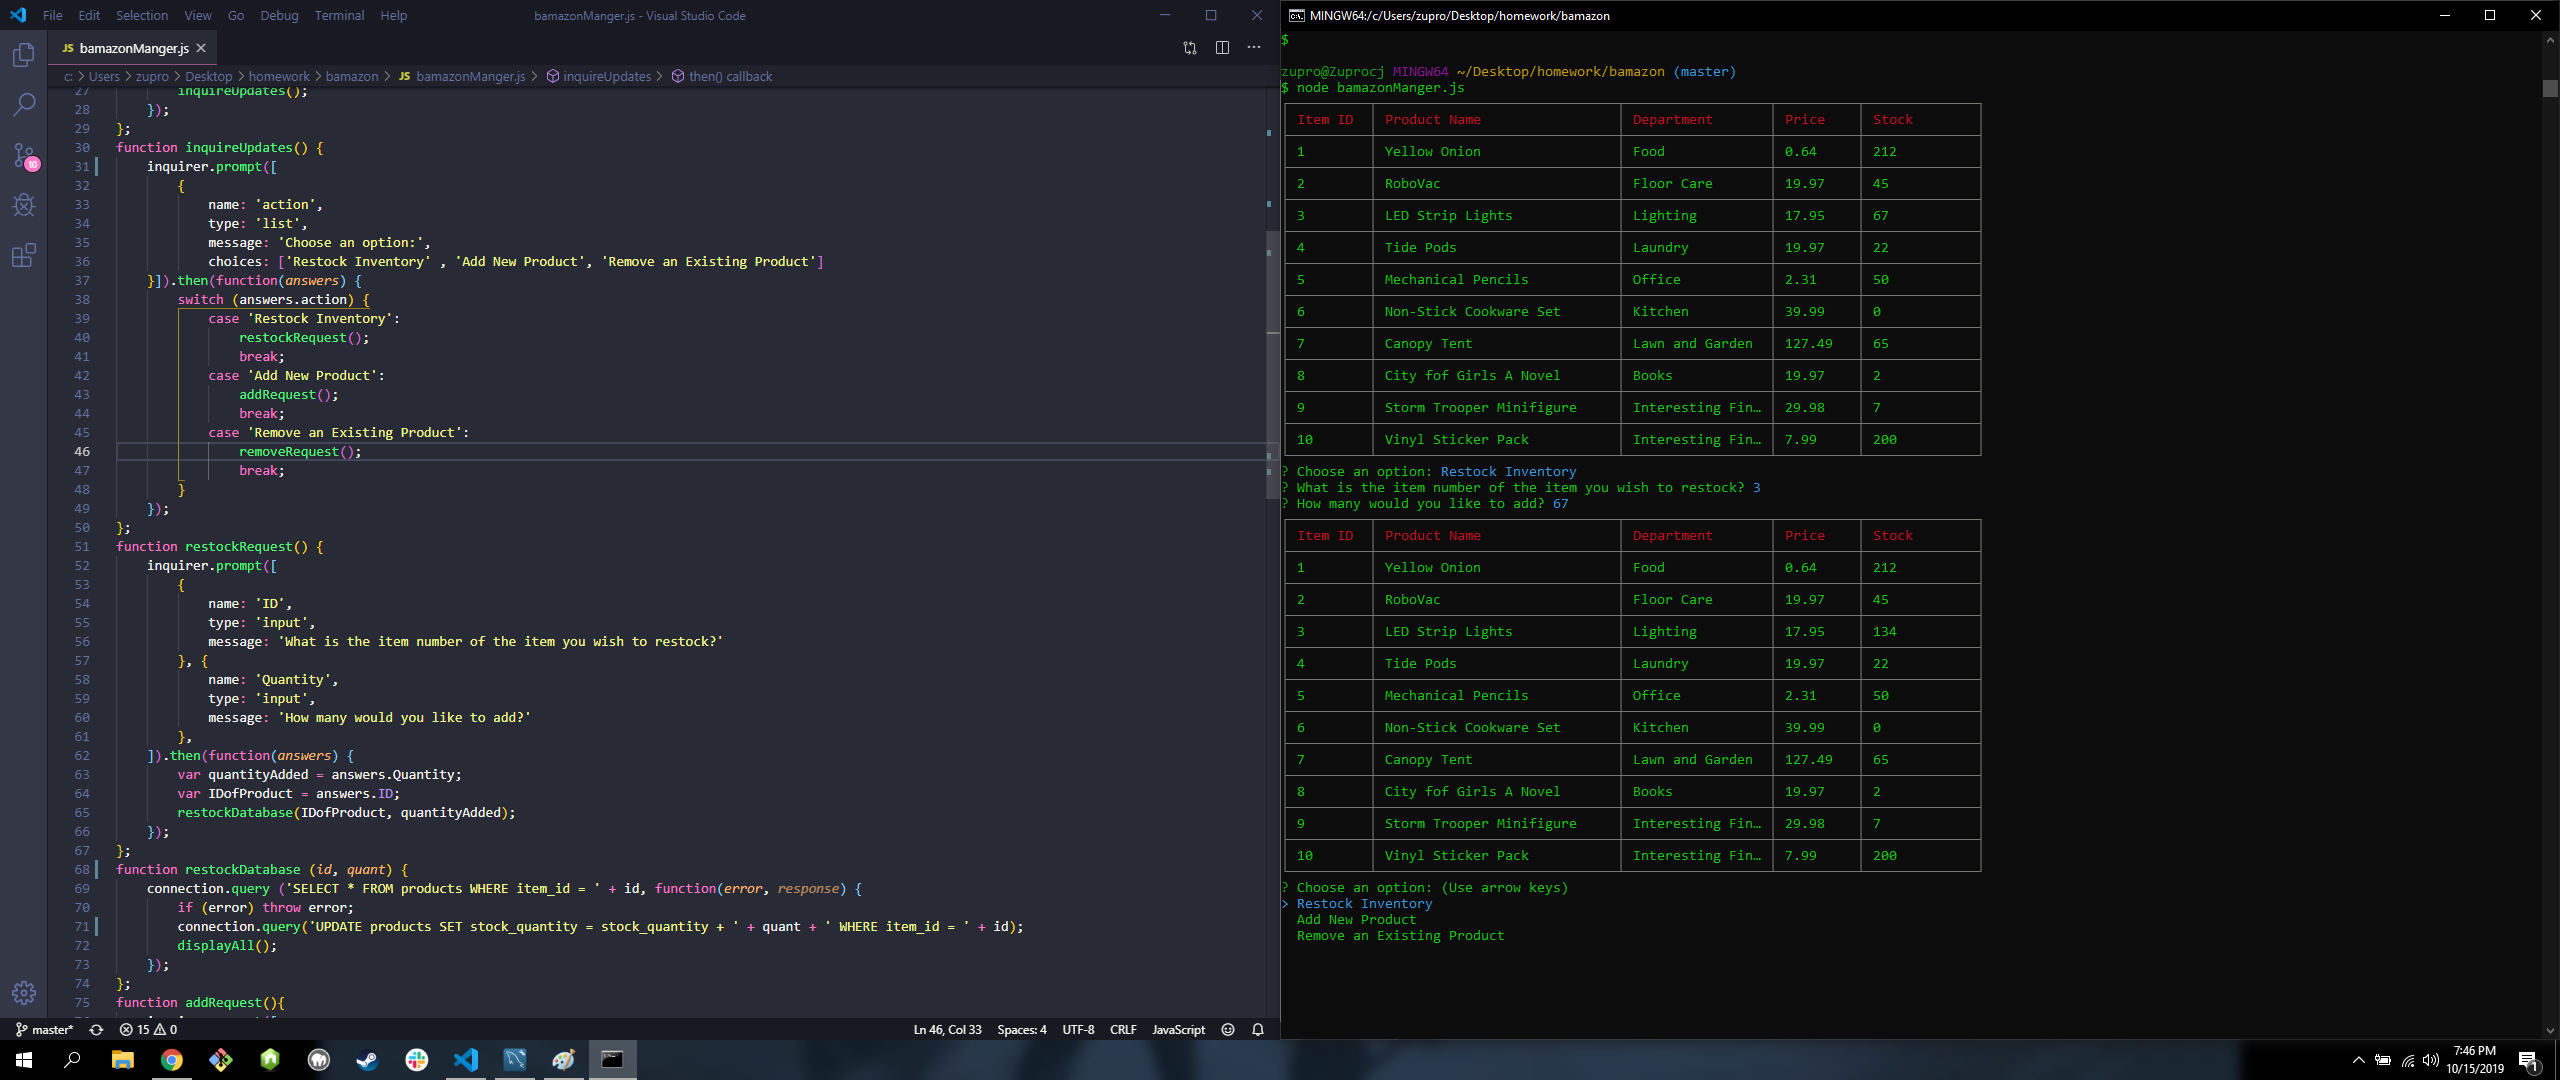 File Edit Selection View Go Debug Terminal Help
bamazonManger.js - Visual Studio Code
JS bamazonManger.js
c: > Users > zupro > Desktop > homework > bamazon > JS bamazonManger.js > inquireUpdates > then() callback
27 inquireUpdates();
28 });
29 };
30 function inquireUpdates() {
31 inquirer.prompt([
32 {
33 name: 'action',
34 type: 'list',
35 message: 'Choose an option:',
36 choices: ['Restock Inventory' , 'Add New Product', 'Remove an Existing Product']
37 }]).then(function(answers) {
38 switch (answers.action) {
39 case 'Restock Inventory':
40 restockRequest();
41 break;
42 case 'Add New Product':
43 addRequest();
44 break;
45 case 'Remove an Existing Product':
46 removeRequest();
47 break;
48 }
49 });
50 };
51 function restockRequest() {
52 inquirer.prompt([
53 {
54 name: 'ID',
55 type: 'input',
56 message: 'What is the item number of the item you wish to restock?'
57 }, {
58 name: 'Quantity',
59 type: 'input',
60 message: 'How many would you like to add?'
61 },
62 ]).then(function(answers) {
63 var quantityAdded = answers.Quantity;
64 var IDofProduct = answers.ID;
65 restockDatabase(IDofProduct, quantityAdded);
66 });
67 };
68 function restockDatabase (id, quant) {
69 connection.query ('SELECT * FROM products WHERE item_id = ' + id, function(error, response) {
70 if (error) throw error;
71 connection.query('UPDATE products SET stock_quantity = stock_quantity + ' + quant + ' WHERE item_id = ' + id);
72 displayAll();
73 });
74 };
75 function addRequest(){
10
master* 15 0
Ln 46, Col 33 Spaces: 4 UTF-8 CRLF JavaScript
MINGW64:/c/Users/zupro/Desktop/homework/bamazon
$
zupro@Zuprocj MINGW64 ~/Desktop/homework/bamazon (master)
$ node bamazonManger.js
Item ID Product Name Department Price Stock
1 Yellow Onion Food 0.64 212
2 RoboVac Floor Care 19.97 45
3 LED Strip Lights Lighting 17.95 67
4 Tide Pods Laundry 19.97 22
5 Mechanical Pencils Office 2.31 50
6 Non-Stick Cookware Set Kitchen 39.99 0
7 Canopy Tent Lawn and Garden 127.49 65
8 City fof Girls A Novel Books 19.97 2
9 Storm Trooper Minifigure Interesting Fin… 29.98 7
10 Vinyl Sticker Pack Interesting Fin… 7.99 200
? Choose an option: Restock Inventory
? What is the item number of the item you wish to restock? 3
? How many would you like to add? 67
Item ID Product Name Department Price Stock
1 Yellow Onion Food 0.64 212
2 RoboVac Floor Care 19.97 45
3 LED Strip Lights Lighting 17.95 134
4 Tide Pods Laundry 19.97 22
5 Mechanical Pencils Office 2.31 50
6 Non-Stick Cookware Set Kitchen 39.99 0
7 Canopy Tent Lawn and Garden 127.49 65
8 City fof Girls A Novel Books 19.97 2
9 Storm Trooper Minifigure Interesting Fin… 29.98 7
10 Vinyl Sticker Pack Interesting Fin… 7.99 200
? Choose an option: (Use arrow keys)
> Restock Inventory
Add New Product
Remove an Existing Product
7:46 PM
10/15/2019
1